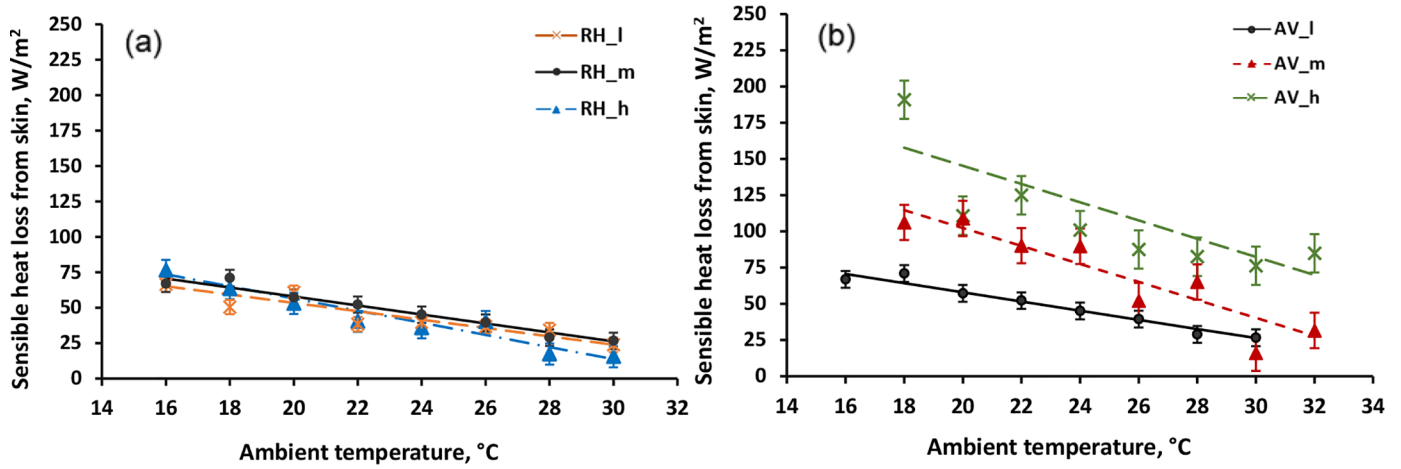 (a)
Sensible heat loss from skin, W/m²
250
225
200
175
150
125
100
75
50
25
0
14 16 18 20 22 24 26 28 30 32
Ambient temperature, °C
RH_l
RH_m
RH_h
(b)
Sensible heat loss from skin, W/m²
250
225
200
175
150
125
100
75
50
25
0
14 16 18 20 22 24 26 28 30 32 34
Ambient temperature, °C
AV_l
AV_m
AV_h